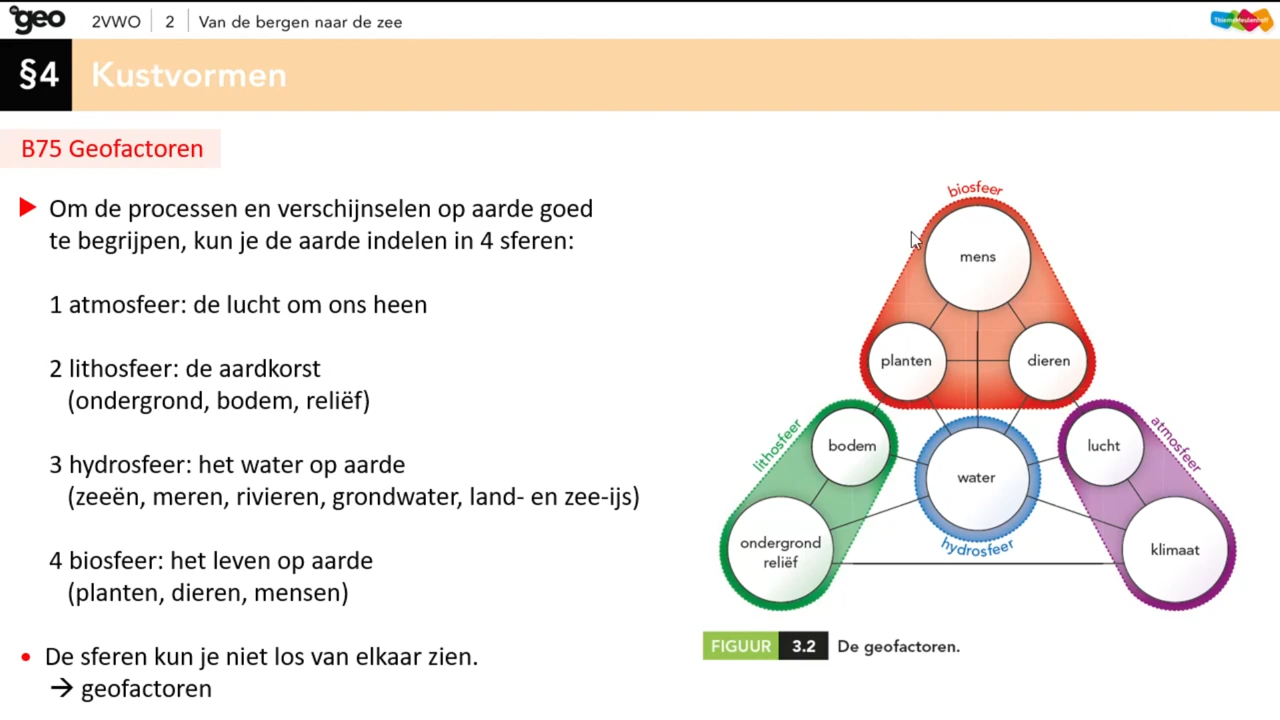 de geo 2VWO 2 Van de bergen naar de zee
ThiemeMeulenhoff
§4 Kustvormen
B75 Geofactoren
Om de processen en verschijnselen op aarde goed
te begrijpen, kun je de aarde indelen in 4 sferen:
1 atmosfeer: de lucht om ons heen
2 lithosfeer: de aardkorst
(ondergrond, bodem, reliëf)
3 hydrosfeer: het water op aarde
(zeeën, meren, rivieren, grondwater, land- en zee-ijs)
4 biosfeer: het leven op aarde
(planten, dieren, mensen)
• De sferen kun je niet los van elkaar zien.
→ geofactoren
biosfeer
mens
planten
dieren
lithosfeer
bodem
ondergrond
reliëf
water
hydrosfeer
atmosfeer
lucht
klimaat
FIGUUR 3.2 De geofactoren.